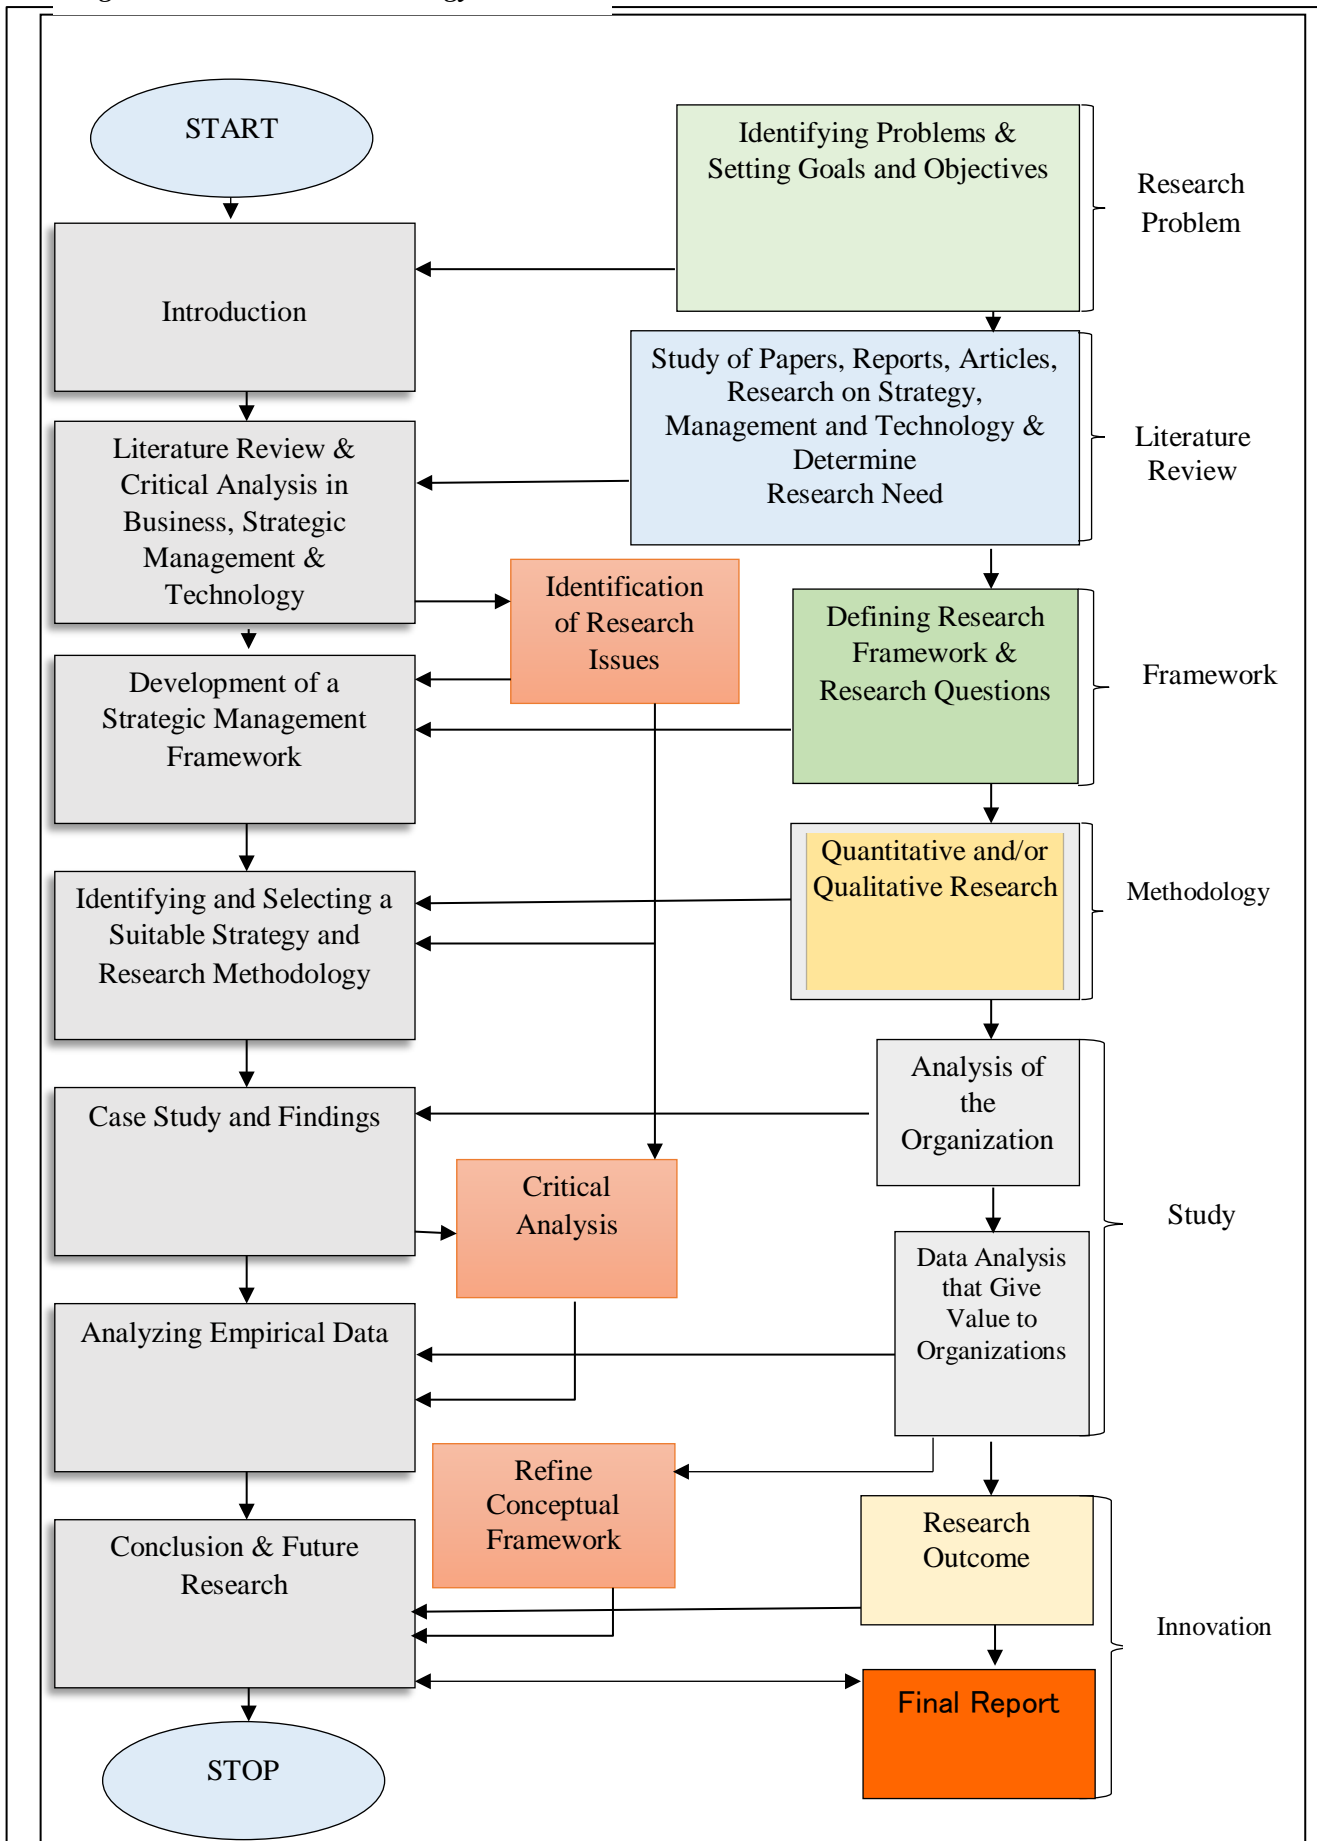 START
Identifying Problems &
Setting Goals and Objectives
Research
Problem
Introduction
Study of Papers, Reports, Articles,
Research on Strategy,
Management and Technology &
Determine
Research Need
Literature
Review
Literature Review &
Critical Analysis in
Business, Strategic
Management &
Technology
Identification
of Research
Issues
Defining Research
Framework &
Research Questions
Framework
Development of a
Strategic Management
Framework
Quantitative and/or
Qualitative Research
Methodology
Identifying and Selecting a
Suitable Strategy and
Research Methodology
Analysis of
the
Organization
Case Study and Findings
Critical
Analysis
Study
Data Analysis
that Give
Value to
Organizations
Analyzing Empirical Data
Refine
Conceptual
Framework
Research
Outcome
Conclusion & Future
Research
Innovation
Final Report
STOP